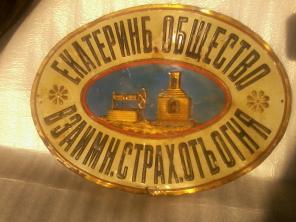 ЕКАТЕРИНБ. ОБЩЕСТВО
ВЗАИМН. СТРАХ. ОТЪ ОГНЯ